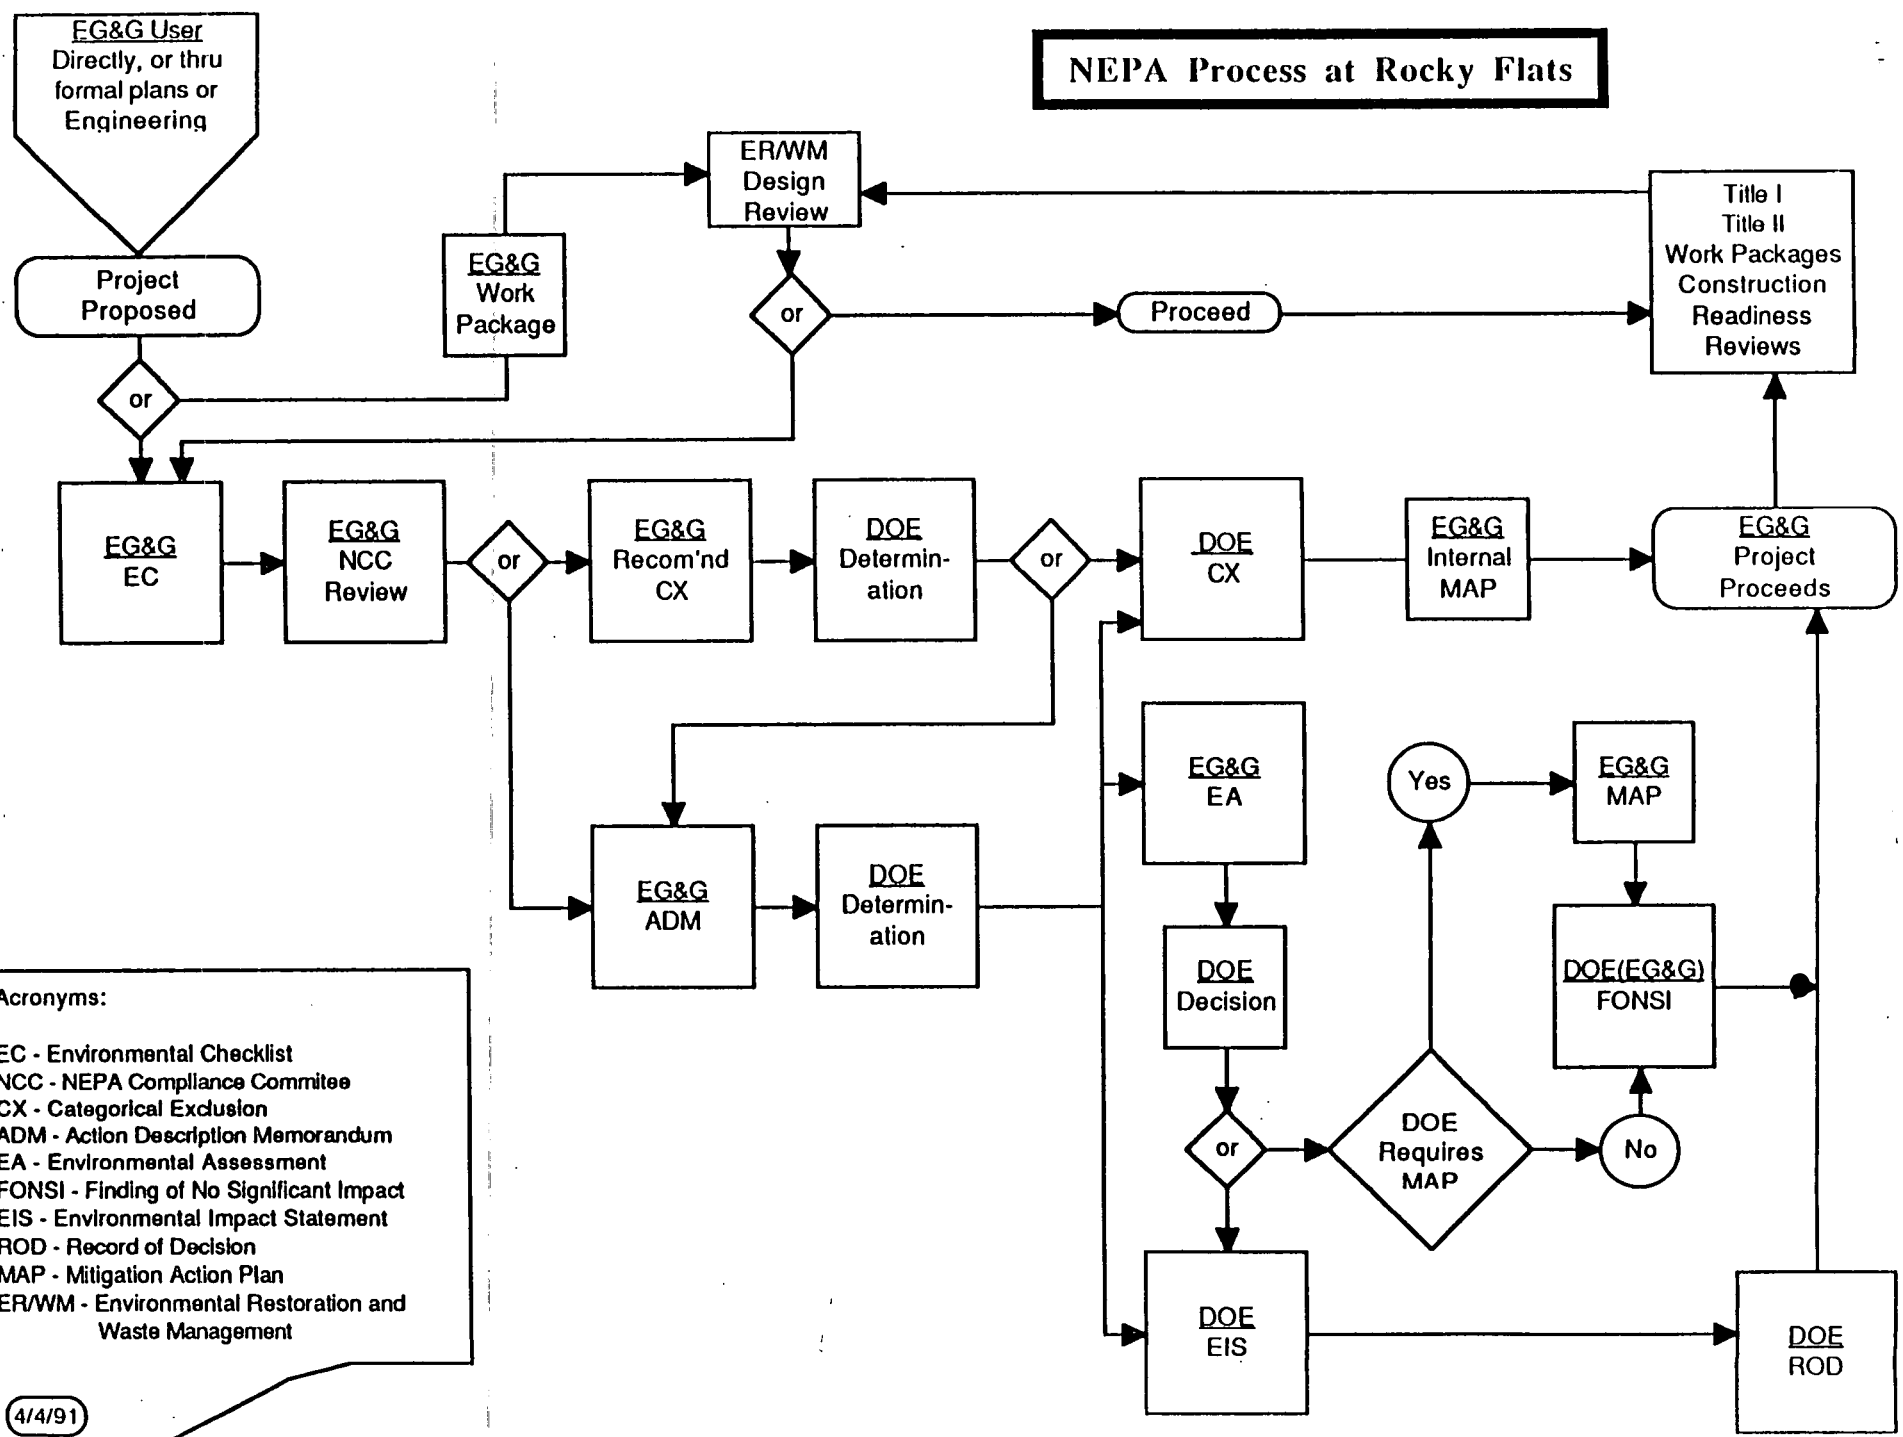 EG&G User
Directly, or thru
formal plans or
Engineering
NEPA Process at Rocky Flats
Project
Proposed
or
EG&G
Work
Package
ER/WM
Design
Review
or
Proceed
Title I
Title II
Work Packages
Construction
Readiness
Reviews
EG&G
EC
EG&G
NCC
Review
or
EG&G
Recom'nd
CX
DOE
Determin-
ation
or
DOE
CX
EG&G
Internal
MAP
EG&G
Project
Proceeds
EG&G
ADM
DOE
Determin-
ation
EG&G
EA
DOE
Decision
or
DOE
Requires
MAP
Yes
EG&G
MAP
DOE(EG&G)
FONSI
No
DOE
EIS
DOE
ROD
Acronyms:
EC - Environmental Checklist
NCC - NEPA Compliance Commitee
CX - Categorical Exclusion
ADM - Action Description Memorandum
EA - Environmental Assessment
FONSI - Finding of No Significant Impact
EIS - Environmental Impact Statement
ROD - Record of Decision
MAP - Mitigation Action Plan
ER/WM - Environmental Restoration and
Waste Management
4/4/91